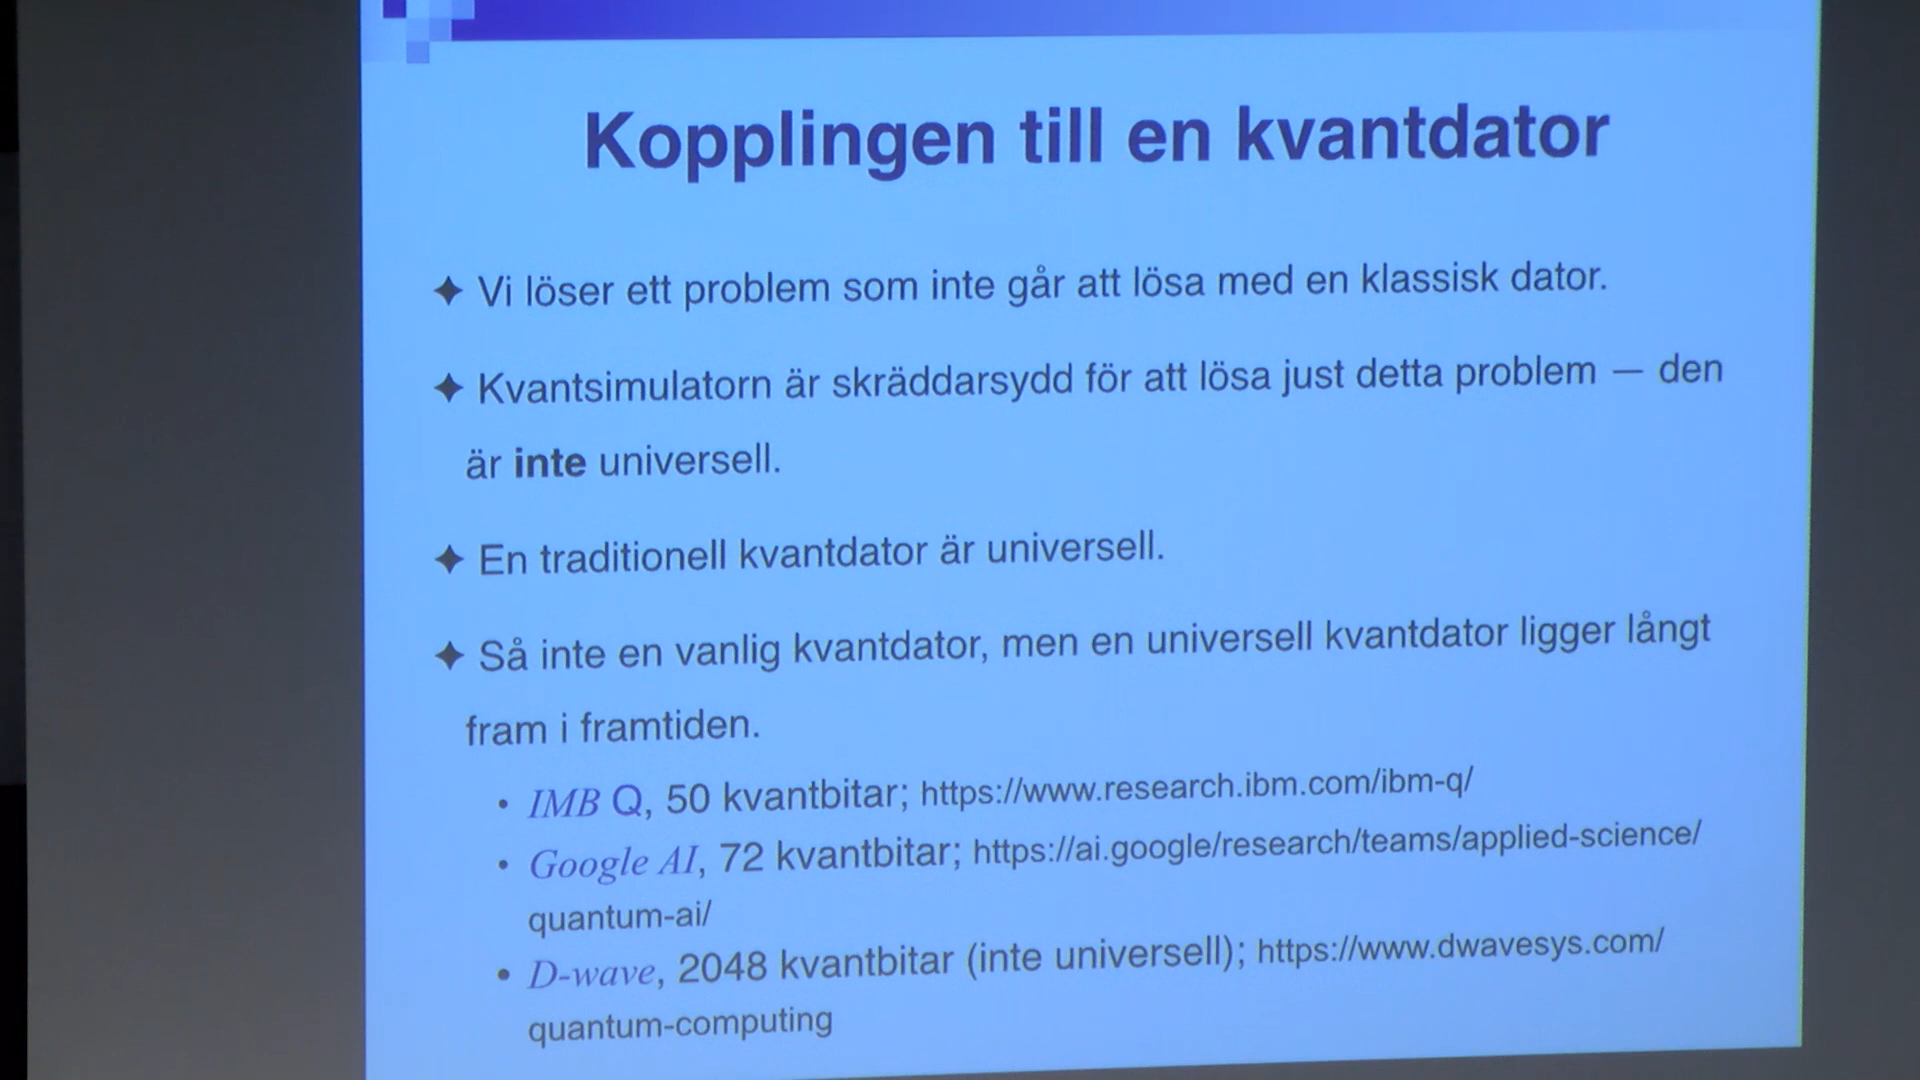 Kopplingen till en kvantdator
✦ Vi löser ett problem som inte går att lösa med en klassisk dator.
✦ Kvantsimulatorn är skräddarsydd för att lösa just detta problem — den
är inte universell.
✦ En traditionell kvantdator är universell.
✦ Så inte en vanlig kvantdator, men en universell kvantdator ligger långt
fram i framtiden.
• IMB Q, 50 kvantbitar; https://www.research.ibm.com/ibm-q/
• Google AI, 72 kvantbitar; https://ai.google/research/teams/applied-science/
quantum-ai/
• D-wave, 2048 kvantbitar (inte universell); https://www.dwavesys.com/
quantum-computing